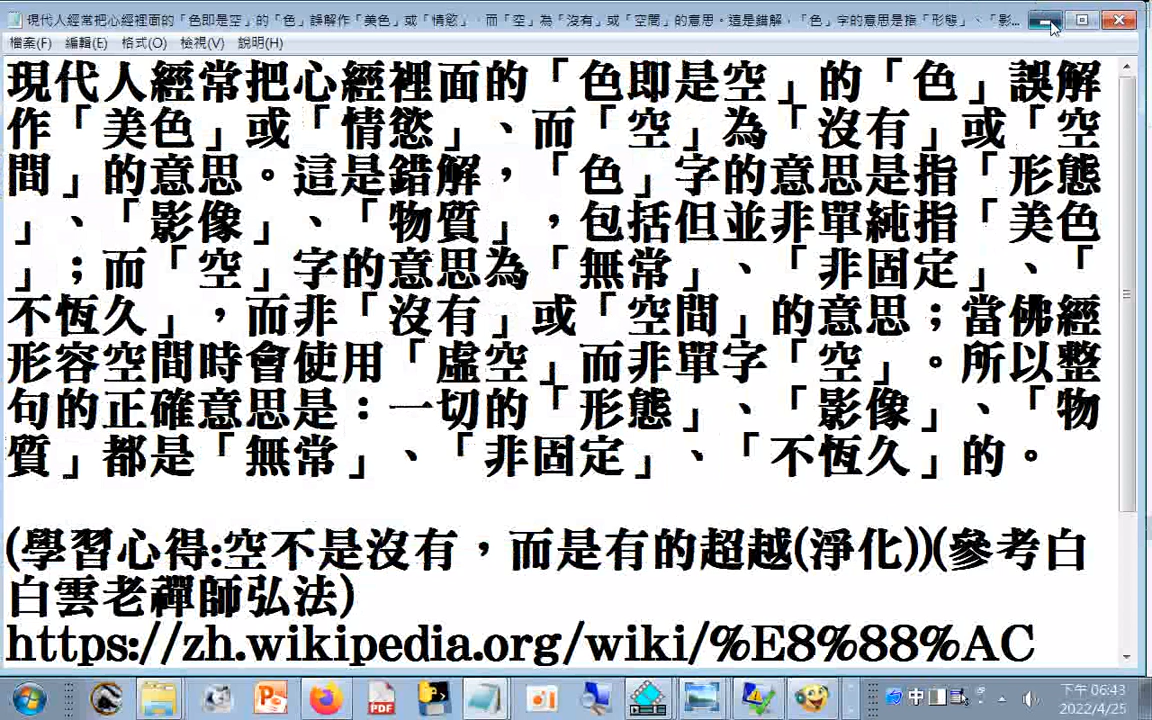 現代人經常把心經裡面的「色即是空」的「色」誤解作「美色」或「情慾」、而「空」為「沒有」或「空間」的意思。這是錯解,「色」字的意思是指「形態」、「影...
檔案(F) 編輯(E) 格式(O) 檢視(V) 說明(H)
現代人經常把心經裡面的「色即是空」的「色」誤解
作「美色」或「情慾」、而「空」為「沒有」或「空
間」的意思。這是錯解,「色」字的意思是指「形態
」、「影像」、「物質」,包括但並非單純指「美色
」;而「空」字的意思為「無常」、「非固定」、「
不恆久」,而非「沒有」或「空間」的意思;當佛經
形容空間時會使用「虛空」而非單字「空」。所以整
句的正確意思是:一切的「形態」、「影像」、「物
質」都是「無常」、「非固定」、「不恆久」的。
(學習心得:空不是沒有,而是有的超越(淨化))(參考白
白雲老禪師弘法)
https://zh.wikipedia.org/wiki/%E8%88%AC
中
下午 06:43
2022/4/25